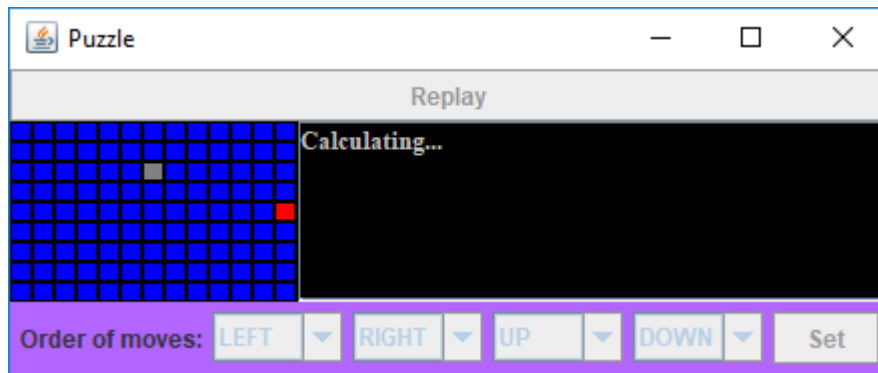 Puzzle
Replay
Calculating...
Order of moves: LEFT RIGHT UP DOWN Set